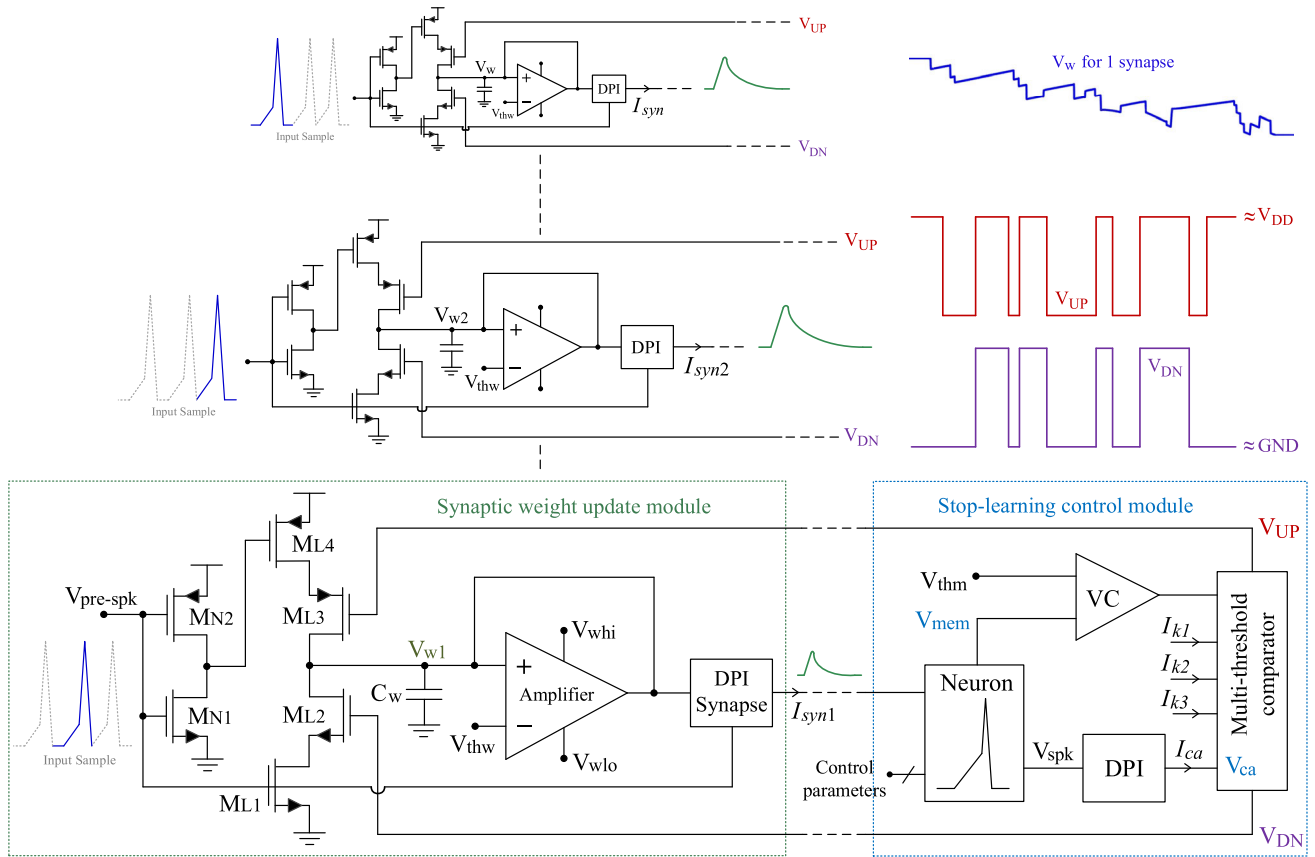 V_UP
V_w
V_thw
DPI
I_syn
Input Sample
V_DN
V_w for 1 synapse
V_UP
V_w2
V_thw
DPI
I_syn2
Input Sample
V_DN
≈V_DD
V_UP
V_DN
≈GND
Synaptic weight update module
V_pre-spk
M_N2
M_N1
M_L4
M_L3
M_L2
M_L1
V_w1
C_w
V_whi
Amplifier
V_thw
V_wlo
DPI
Synapse
I_syn1
Input Sample
Stop-learning control module
V_UP
V_thm
VC
V_mem
Neuron
I_k1
I_k2
I_k3
Multi-threshold
comparator
V_spk
DPI
I_ca
V_ca
Control
parameters
V_DN